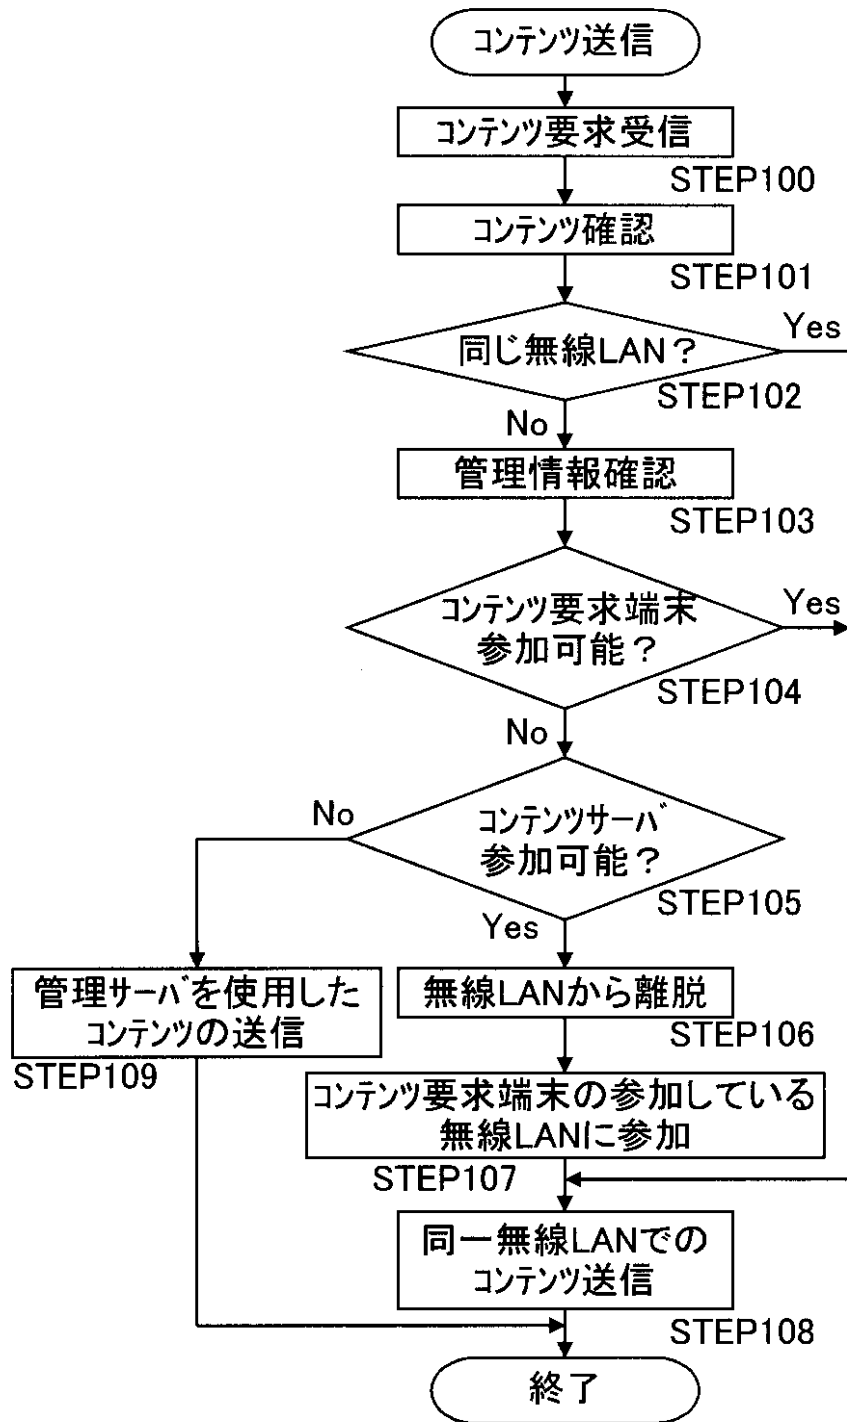 コンテンツ送信
コンテンツ要求受信
STEP100
コンテンツ確認
STEP101
同じ無線LAN？
Yes
STEP102
No
管理情報確認
STEP103
コンテンツ要求端末
参加可能？
Yes
STEP104
No
コンテンツサーバ
参加可能？
No
STEP105
Yes
管理サーバを使用した
コンテンツの送信
STEP109
無線LANから離脱
STEP106
コンテンツ要求端末の参加している
無線LANに参加
STEP107
同一無線LANでの
コンテンツ送信
STEP108
終了